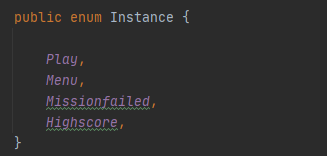 public enum Instance {
Play,
Menu,
Missionfailed,
Highscore,
}